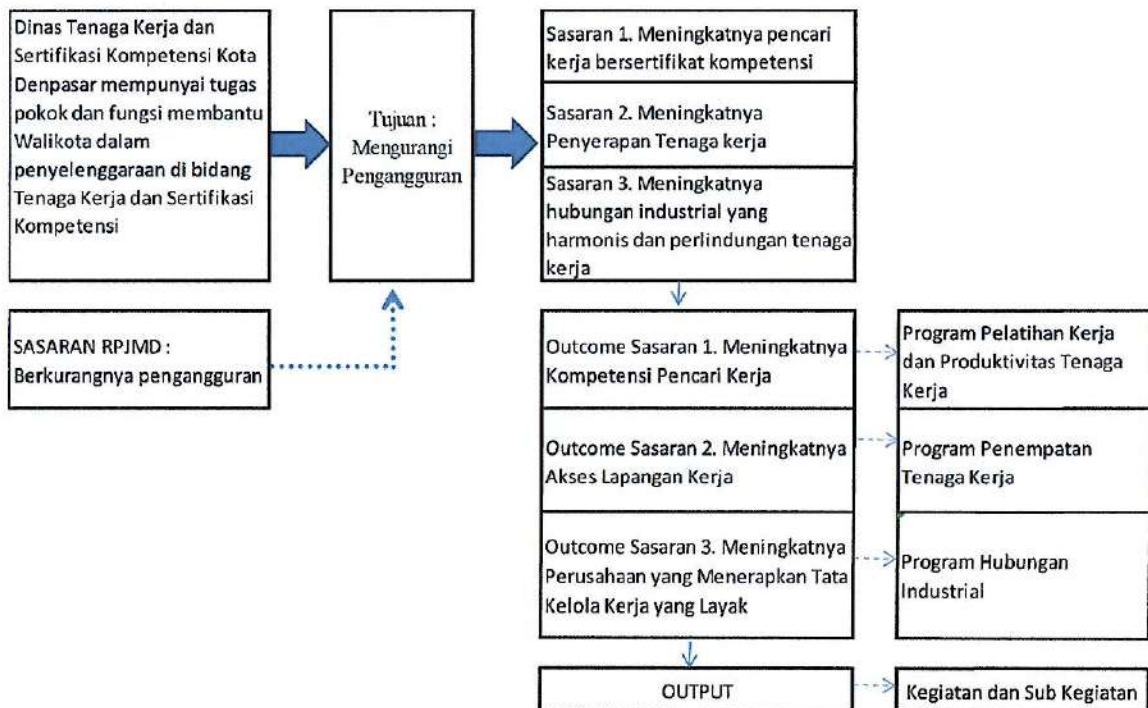 Dinas Tenaga Kerja dan
Sertifikasi Kompetensi Kota
Denpasar mempunyai tugas
pokok dan fungsi membantu
Walikota dalam
penyelenggaraan di bidang
Tenaga Kerja dan Sertifikasi
Kompetensi
SASARAN RPJMD :
Berkurangnya pengangguran
Tujuan :
Mengurangi
Pengangguran
Sasaran 1. Meningkatnya pencari
kerja bersertifikat kompetensi
Sasaran 2. Meningkatnya
Penyerapan Tenaga kerja
Sasaran 3. Meningkatnya
hubungan industrial yang
harmonis dan perlindungan tenaga
kerja
Outcome Sasaran 1. Meningkatnya
Kompetensi Pencari Kerja
Program Pelatihan Kerja
dan Produktivitas Tenaga
Kerja
Outcome Sasaran 2. Meningkatnya
Akses Lapangan Kerja
Program Penempatan
Tenaga Kerja
Outcome Sasaran 3. Meningkatnya
Perusahaan yang Menerapkan Tata
Kelola Kerja yang Layak
Program Hubungan
Industrial
OUTPUT
Kegiatan dan Sub Kegiatan